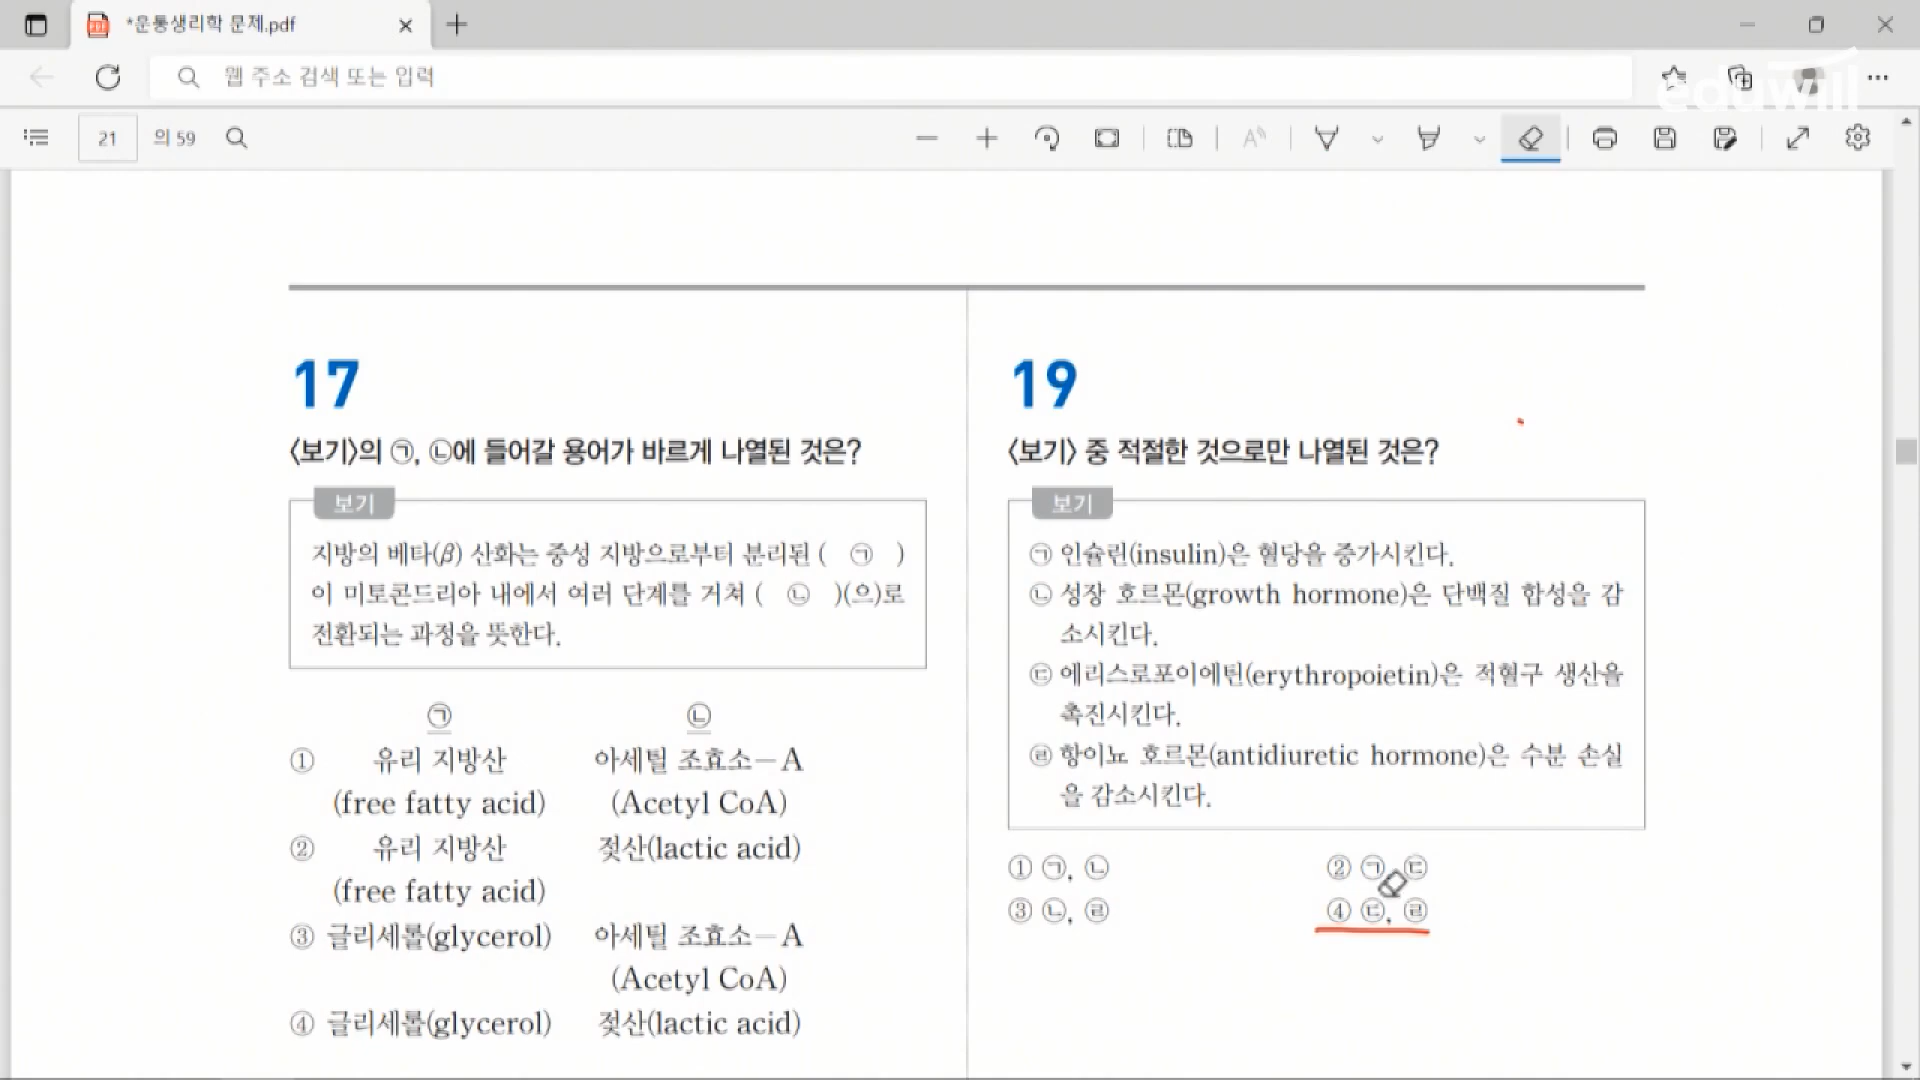 *운동생리학 문제.pdf
웹 주소 검색 또는 입력
eduwill
21 의 59
17
〈보기〉의 ㉠, ㉡에 들어갈 용어가 바르게 나열된 것은?
보기
지방의 베타(β) 산화는 중성 지방으로부터 분리된 ( ㉠ )
이 미토콘드리아 내에서 여러 단계를 거쳐 ( ㉡ )(으)로
전환되는 과정을 뜻한다.
㉠ ㉡
① 유리 지방산 아세틸 조효소-A
(free fatty acid) (Acetyl CoA)
② 유리 지방산 젖산(lactic acid)
(free fatty acid)
③ 글리세롤(glycerol) 아세틸 조효소-A
(Acetyl CoA)
④ 글리세롤(glycerol) 젖산(lactic acid)
19
〈보기〉 중 적절한 것으로만 나열된 것은?
보기
㉠ 인슐린(insulin)은 혈당을 증가시킨다.
㉡ 성장 호르몬(growth hormone)은 단백질 합성을 감
소시킨다.
㉢ 에리스로포이에틴(erythropoietin)은 적혈구 생산을
촉진시킨다.
㉣ 항이뇨 호르몬(antidiuretic hormone)은 수분 손실
을 감소시킨다.
① ㉠, ㉡ ② ㉠, ㉢
③ ㉡, ㉣ ④ ㉢, ㉣